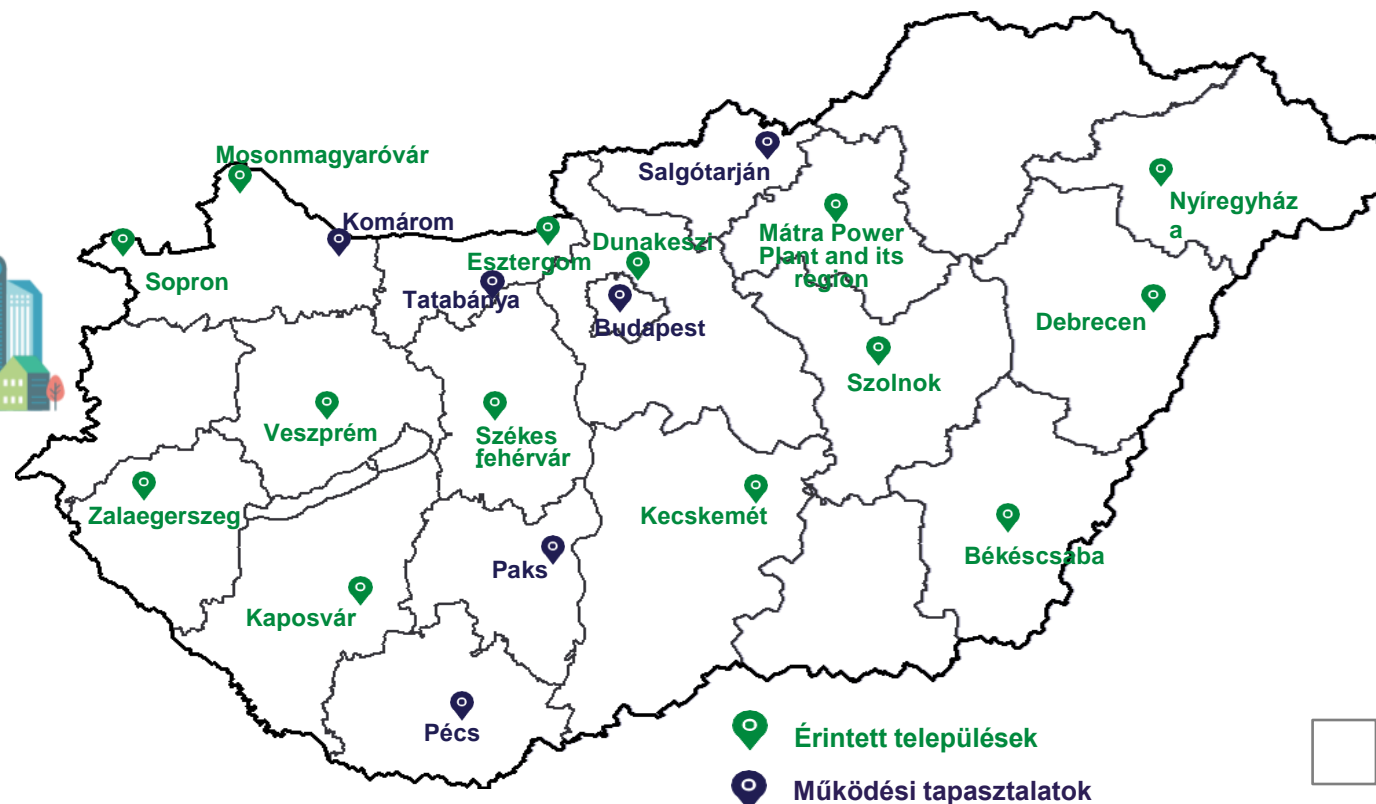 Mosonmagyaróvár
Salgótarján
Komárom
Nyíregyház
a
Dunakeszi
Mátra Power
Plant and its
region
Esztergom
Sopron
Tatabánya
Budapest
Debrecen
Szolnok
Veszprém
Székes
fehérvár
Zalaegerszeg
Kecskemét
Békéscsaba
Paks
Kaposvár
Pécs
Érintett települések
Működési tapasztalatok